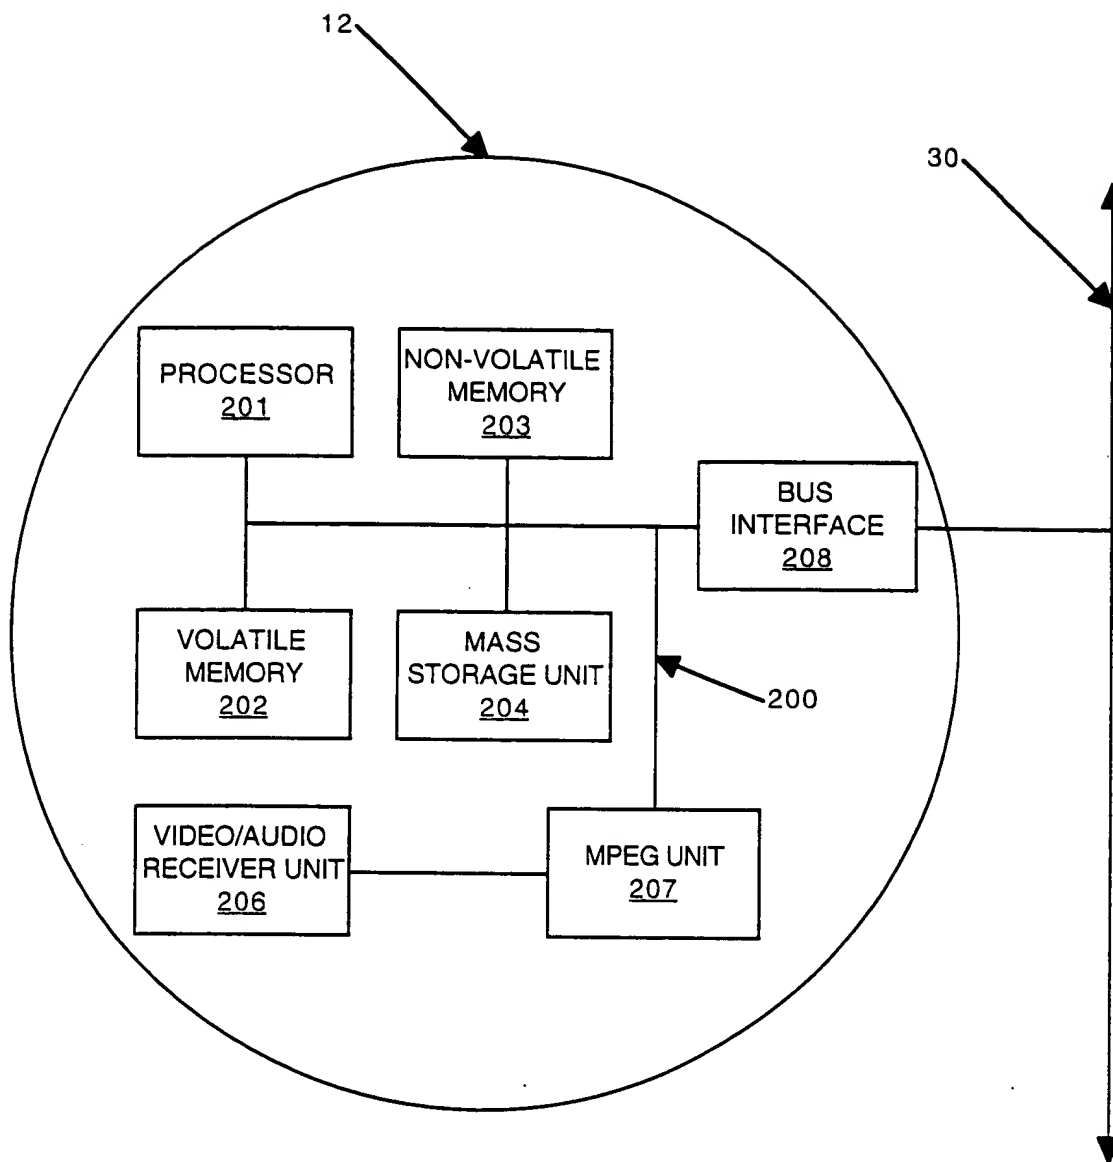 12
30
PROCESSOR
201
NON-VOLATILE
MEMORY
203
BUS
INTERFACE
208
VOLATILE
MEMORY
202
MASS
STORAGE UNIT
204
200
VIDEO/AUDIO
RECEIVER UNIT
206
MPEG UNIT
207